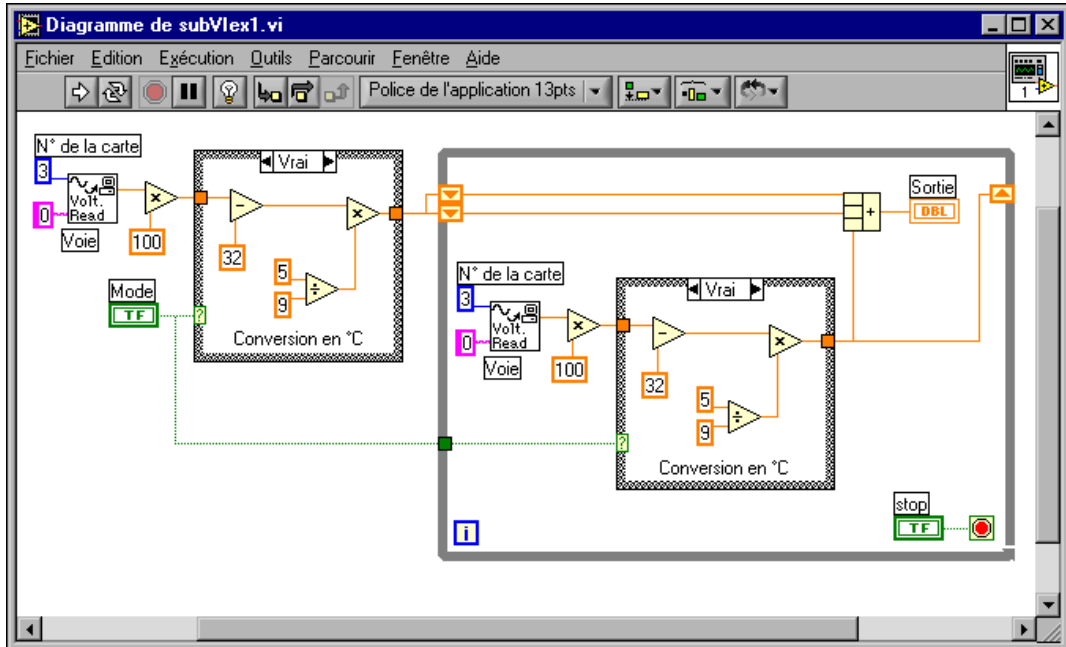 Diagramme de subVIex1.vi
Fichier Edition Exécution Outils Parcourir Fenêtre Aide
Police de l'application 13pts
1
N° de la carte
3
Volt.
Read
0
Voie
×
100
Vrai
-
32
×
5
9
÷
Conversion en °C
?
Mode
TF
N° de la carte
3
Volt.
Read
0
Voie
×
100
Vrai
-
32
×
5
9
÷
Conversion en °C
?
+
Sortie
DBL
stop
TF
i